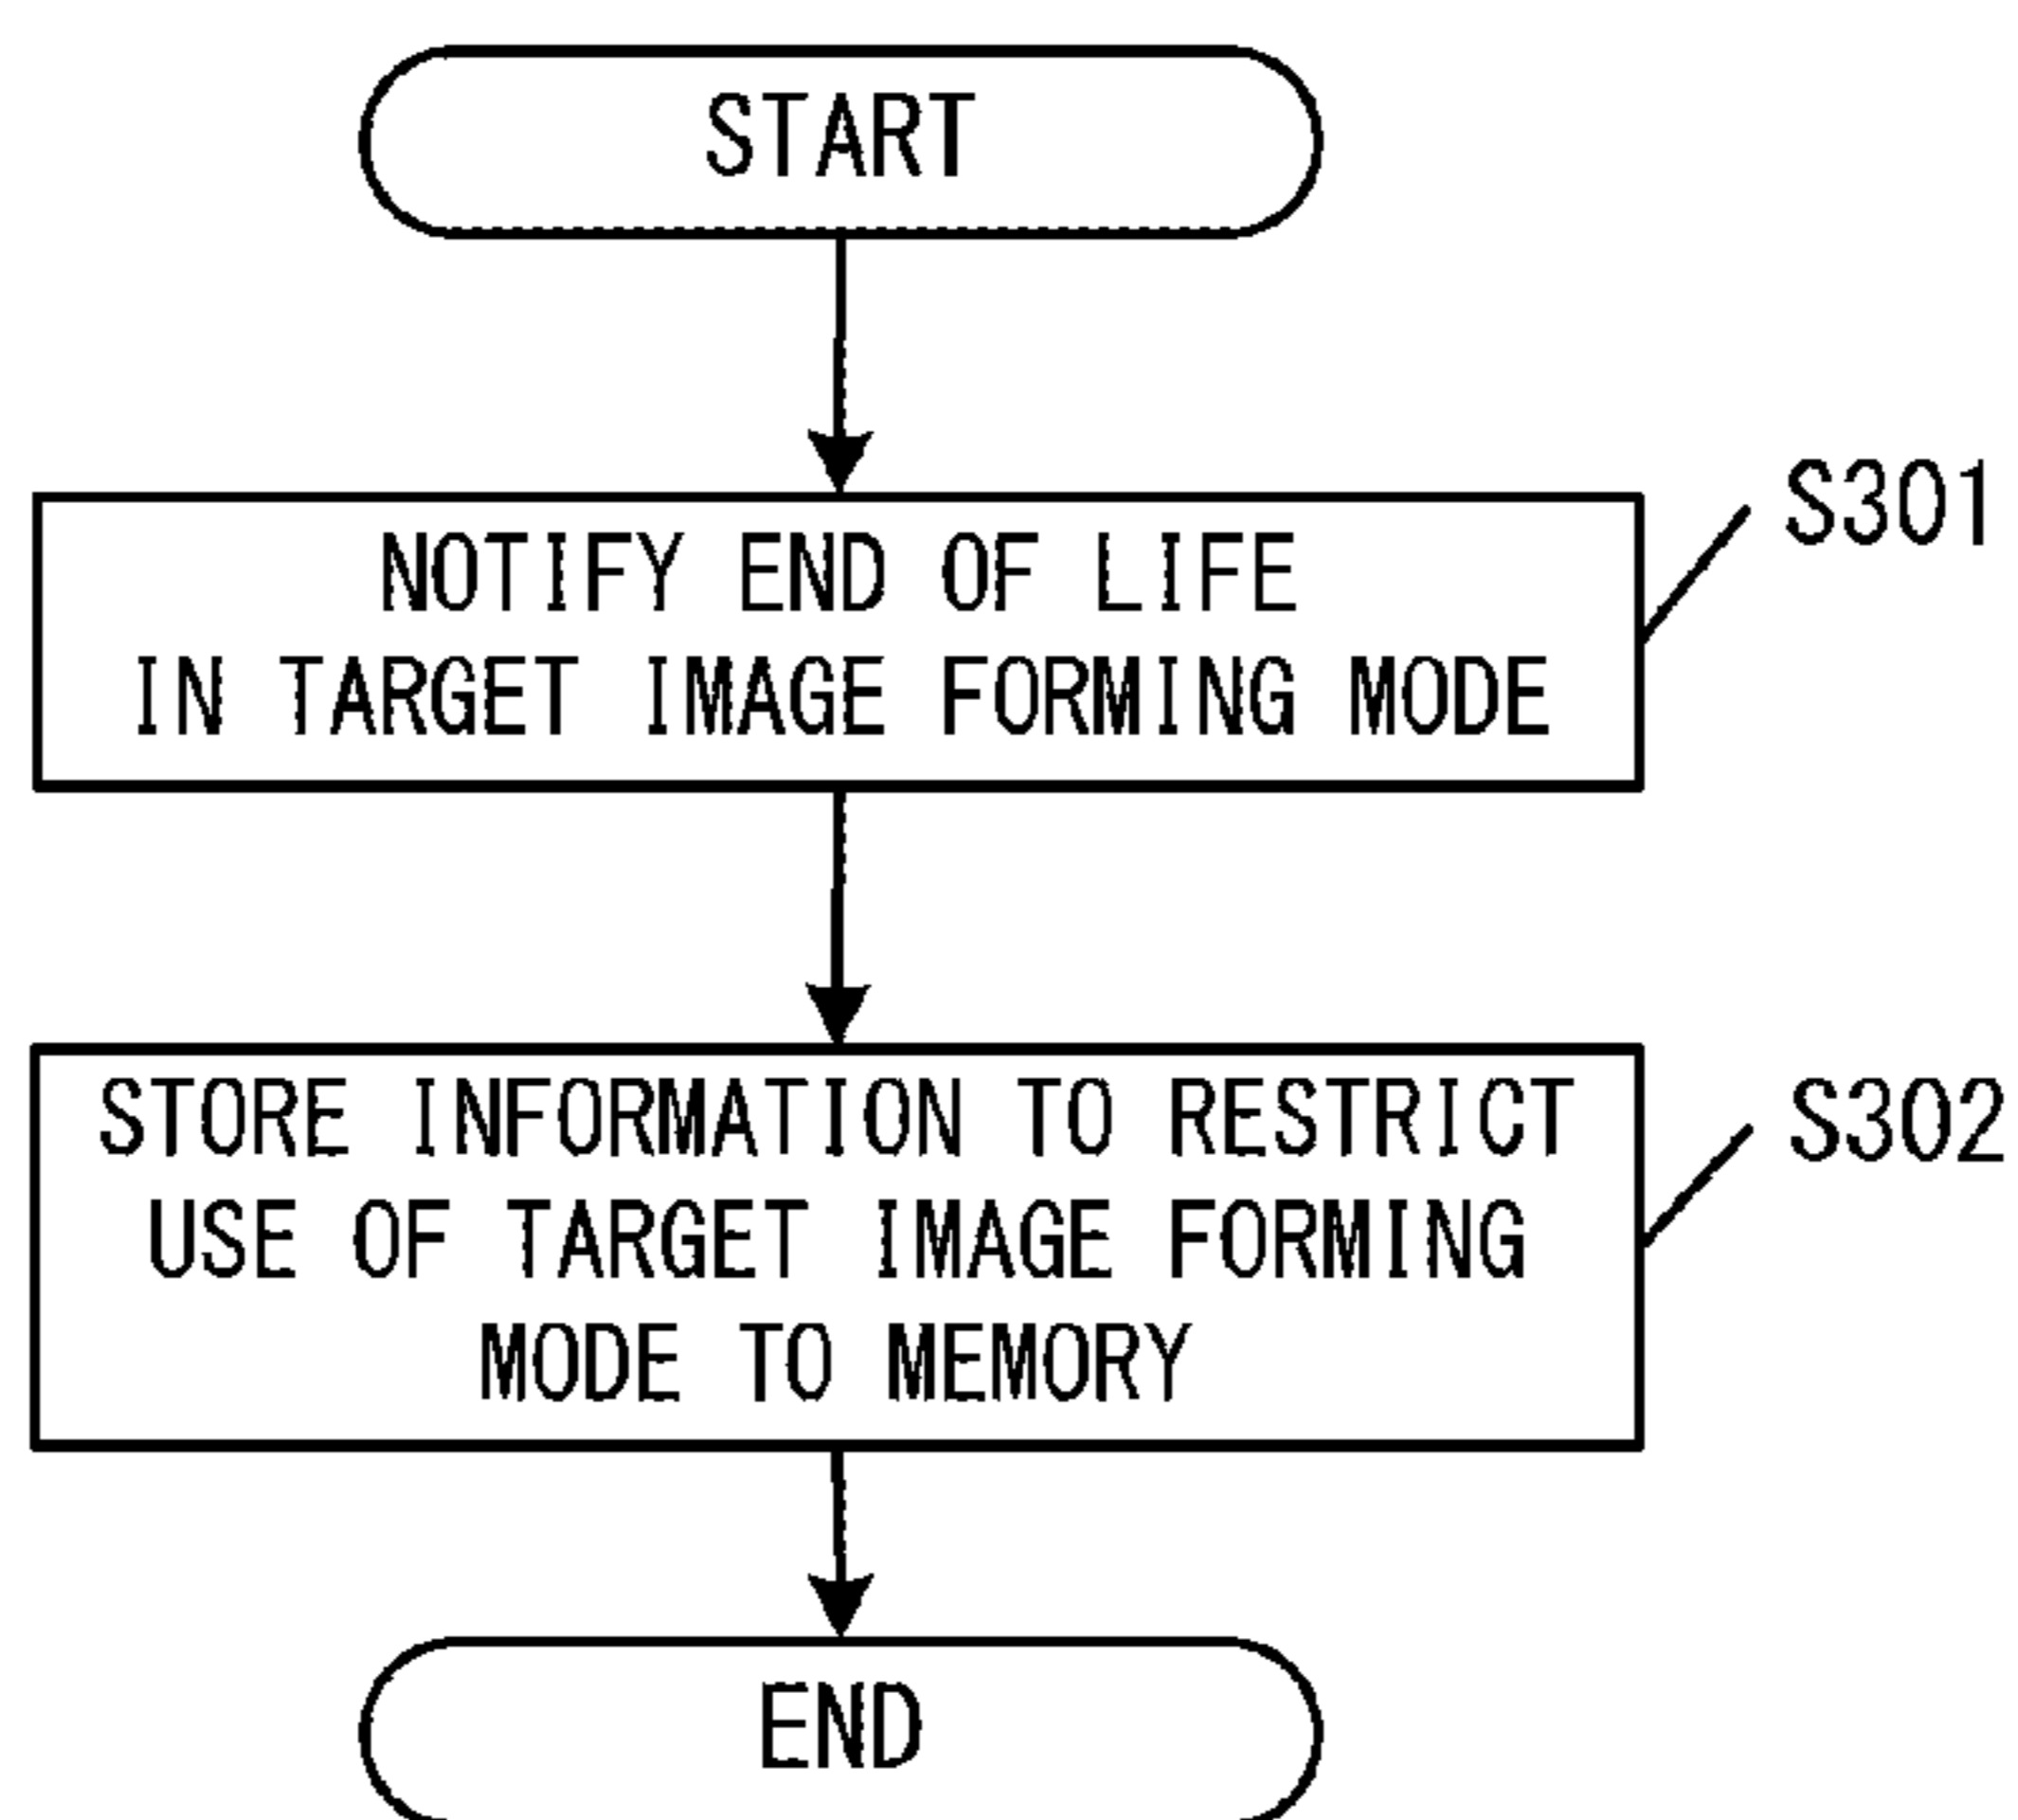 START
NOTIFY END OF LIFE
IN TARGET IMAGE FORMING MODE
S301
STORE INFORMATION TO RESTRICT
USE OF TARGET IMAGE FORMING
MODE TO MEMORY
S302
END